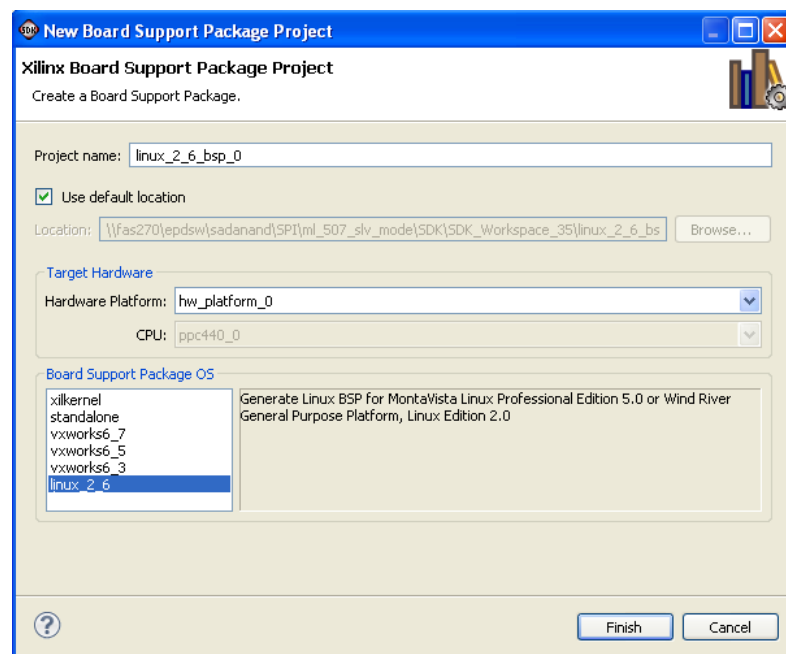 SDK New Board Support Package Project
Xilinx Board Support Package Project
Create a Board Support Package.
Project name: linux_2_6_bsp_0
Use default location
Location: \\fas270\epdsw\sadanand\SPI\ml_507_slv_mode\SDK\SDK_Workspace_35\linux_2_6_bs Browse...
Target Hardware
Hardware Platform: hw_platform_0
CPU: ppc440_0
Board Support Package OS
xilkernel
standalone
vxworks6_7
vxworks6_5
vxworks6_3
linux_2_6
Generate Linux BSP for MontaVista Linux Professional Edition 5.0 or Wind River
General Purpose Platform, Linux Edition 2.0
? Finish Cancel